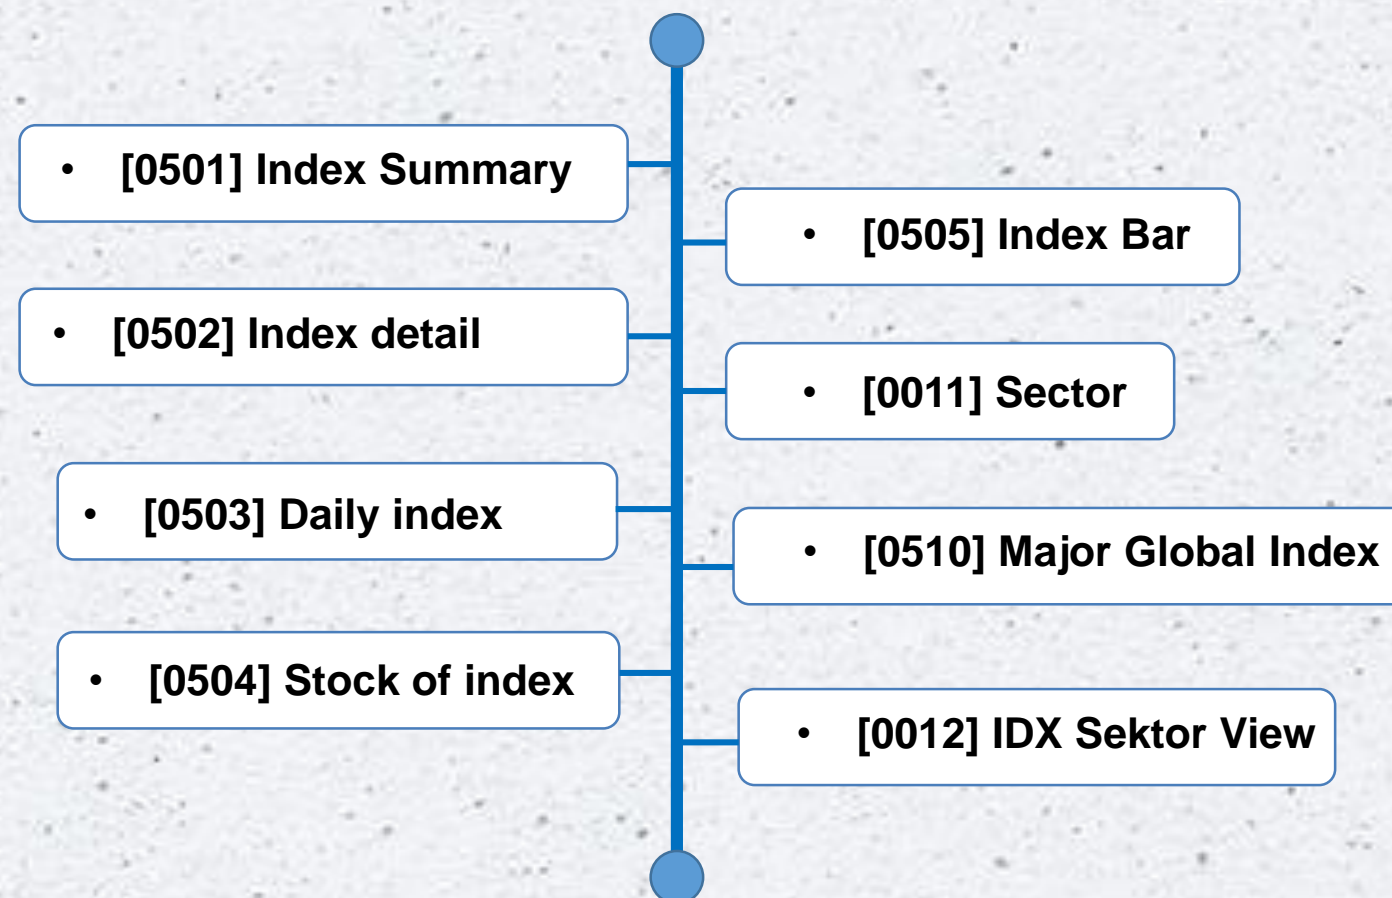 • [0501] Index Summary
• [0502] Index detail
• [0503] Daily index
• [0504] Stock of index
• [0505] Index Bar
• [0011] Sector
• [0510] Major Global Index
• [0012] IDX Sektor View